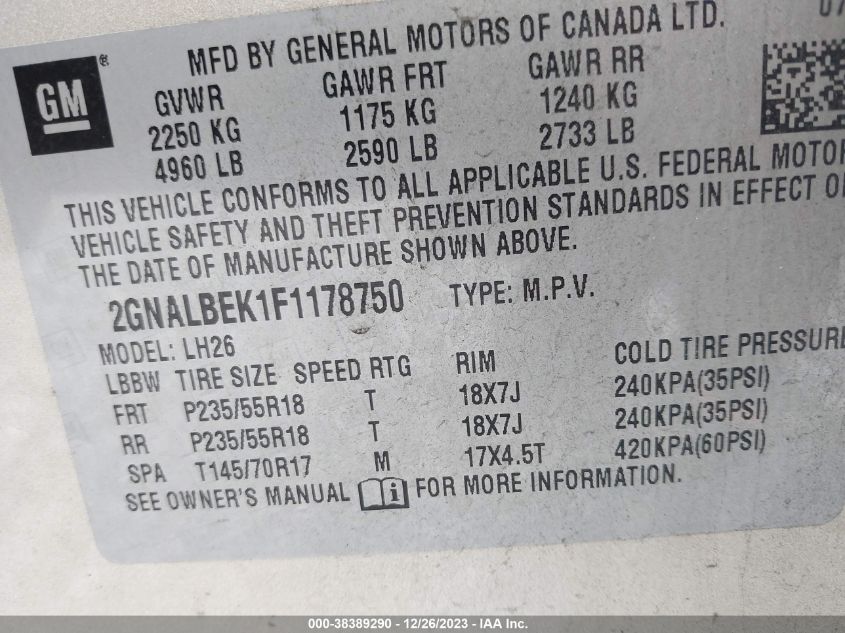 07
MFD BY GENERAL MOTORS OF CANADA LTD.
GM ®
GVWR GAWR FRT GAWR RR
2250 KG 1175 KG 1240 KG
4960 LB 2590 LB 2733 LB
THIS VEHICLE CONFORMS TO ALL APPLICABLE U.S. FEDERAL MOTOR
VEHICLE SAFETY AND THEFT PREVENTION STANDARDS IN EFFECT O
THE DATE OF MANUFACTURE SHOWN ABOVE.
2GNALBEK1F1178750 TYPE: M.P.V.
MODEL: LH26
LBBW TIRE SIZE SPEED RTG RIM COLD TIRE PRESSURE
FRT P235/55R18 T 18X7J 240KPA(35PSI)
RR P235/55R18 T 18X7J 240KPA(35PSI)
SPA T145/70R17 M 17X4.5T 420KPA(60PSI)
SEE OWNER'S MANUAL i FOR MORE INFORMATION.
000-38389290 - 12/26/2023 - IAA Inc.